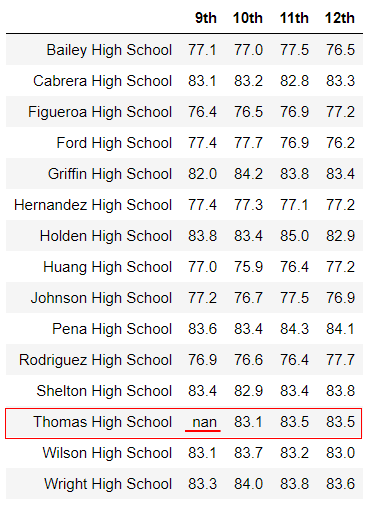 9th 10th 11th 12th
Bailey High School 77.1 77.0 77.5 76.5
Cabrera High School 83.1 83.2 82.8 83.3
Figueroa High School 76.4 76.5 76.9 77.2
Ford High School 77.4 77.7 76.9 76.2
Griffin High School 82.0 84.2 83.8 83.4
Hernandez High School 77.4 77.3 77.1 77.2
Holden High School 83.8 83.4 85.0 82.9
Huang High School 77.0 75.9 76.4 77.2
Johnson High School 77.2 76.7 77.5 76.9
Pena High School 83.6 83.4 84.3 84.1
Rodriguez High School 76.9 76.6 76.4 77.7
Shelton High School 83.4 82.9 83.4 83.8
Thomas High School nan 83.1 83.5 83.5
Wilson High School 83.1 83.7 83.2 83.0
Wright High School 83.3 84.0 83.8 83.6